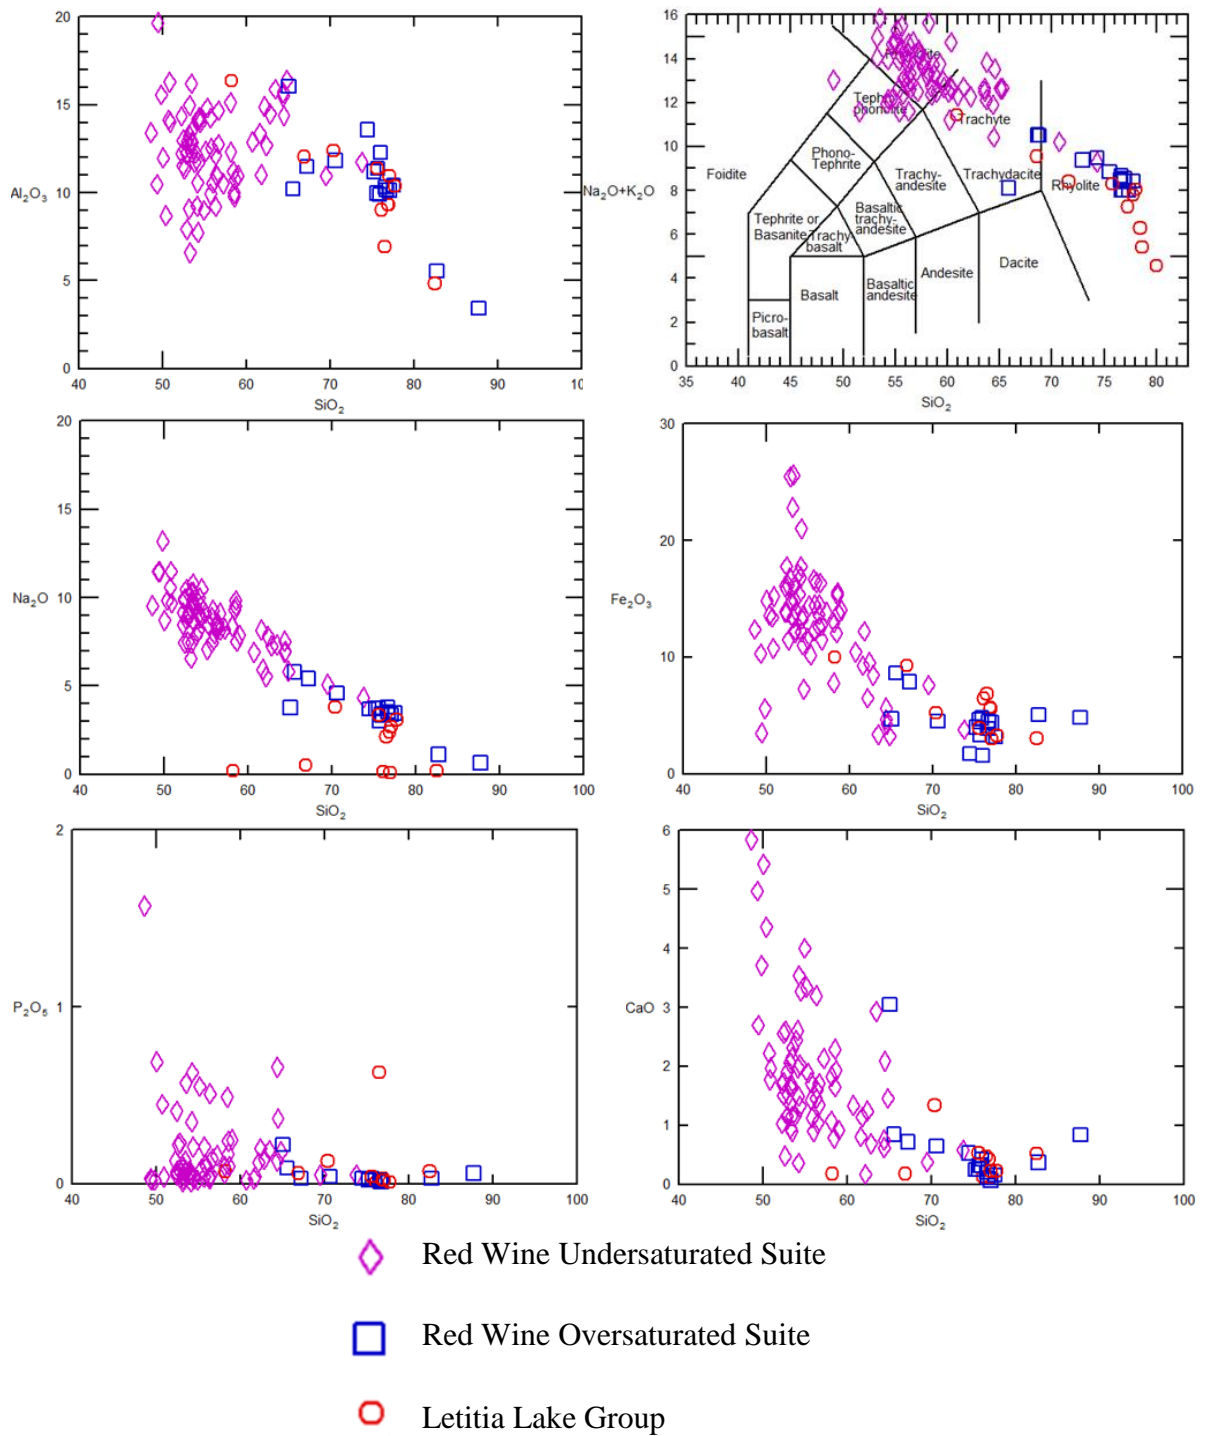 20
15
Al2O3
10
5
0
40 50 60 70 80 90 10
SiO2
16
14
12
10
Na2O+K2O
8
6
4
2
0
Tephri-
phonolite
Trachyte
Phono-
Tephrite
Foidite
Trachy-
andesite
Trachydacite
Rhyolite
Tephrite or
Basanite
Basaltic
trachy-
andesite
Trachy-
basalt
Andesite
Dacite
Basalt
Basaltic
andesite
Picro-
basalt
35 40 45 50 55 60 65 70 75 80
SiO2
20
15
Na2O 10
5
0
40 50 60 70 80 90 100
SiO2
30
20
Fe2O3
10
0
40 50 60 70 80 90 100
SiO2
2
P2O5 1
0
40 50 60 70 80 90 100
SiO2
6
5
4
CaO 3
2
1
0
40 50 60 70 80 90 100
SiO2
Red Wine Undersaturated Suite
Red Wine Oversaturated Suite
Letitia Lake Group